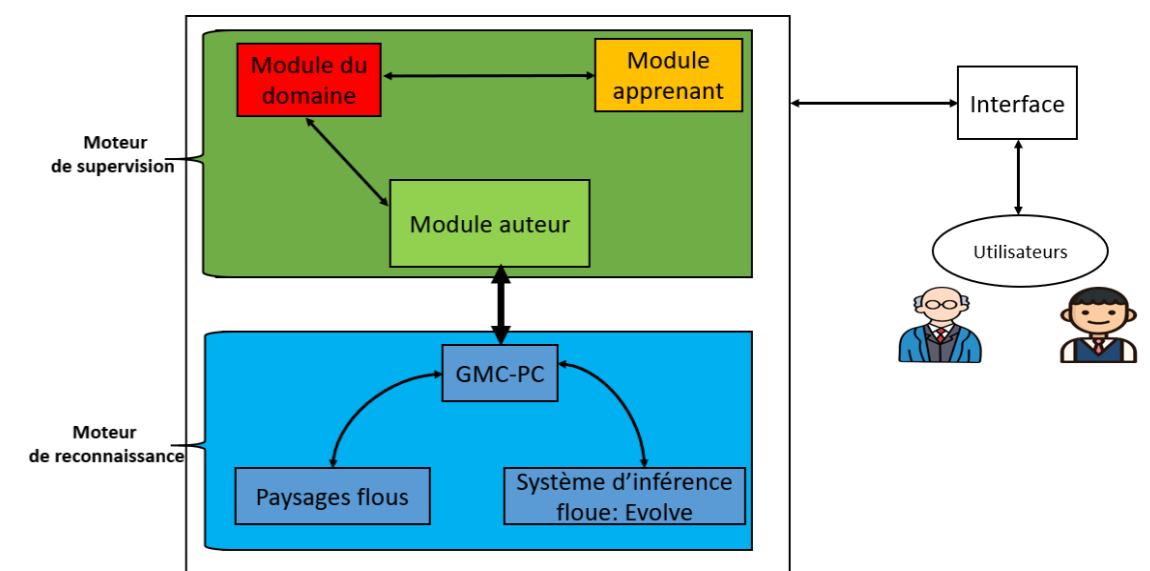 Module du
domaine
Module
apprenant
Interface
Moteur
de supervision
Module auteur
Utilisateurs
GMC-PC
Moteur
de reconnaissance
Paysages flous
Système d’inférence
floue: Evolve